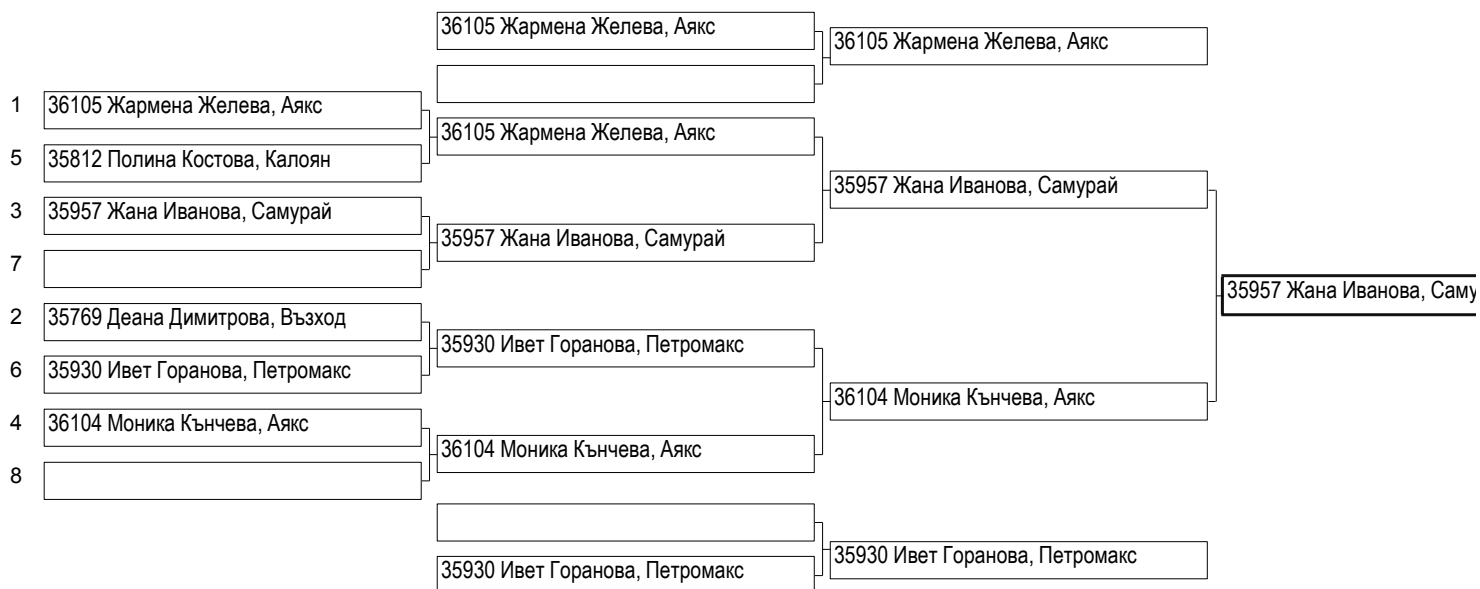 36105 Жармена Желева, Аякс
36105 Жармена Желева, Аякс
1 36105 Жармена Желева, Аякс
36105 Жармена Желева, Аякс
5 35812 Полина Костова, Калоян
35957 Жана Иванова, Самурай
3 35957 Жана Иванова, Самурай
35957 Жана Иванова, Самурай
7
35957 Жана Иванова, Саму
2 35769 Деана Димитрова, Възход
35930 Ивет Горанова, Петромакс
6 35930 Ивет Горанова, Петромакс
36104 Моника Кънчева, Аякс
4 36104 Моника Кънчева, Аякс
36104 Моника Кънчева, Аякс
8
35930 Ивет Горанова, Петромакс
35930 Ивет Горанова, Петромакс